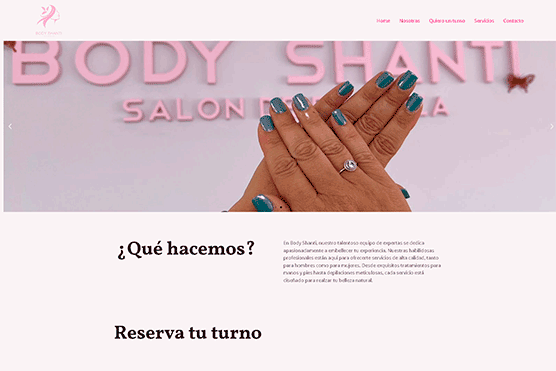 BODY SHANTI
Home Nosotros Quiero un turno Servicios Contacto
BODY SHANTI
SALON DE
¿Qué hacemos?
En Body Shanti, nuestro talentoso equipo de expertas se dedica
apasionadamente a embellecer tu experiencia. Nuestras habilidosas
profesionales están aquí para ofrecerte servicios de alta calidad, tanto
para hombres como para mujeres. Desde exquisitos tratamientos para
manos y pies hasta depilaciones meticulosas, cada servicio está
diseñado para realzar tu belleza natural.
Reserva tu turno